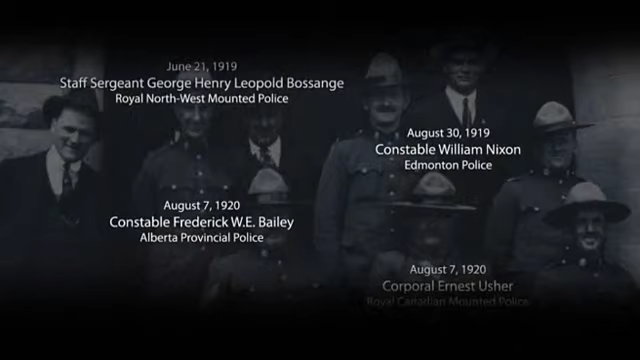 June 21, 1919
Staff Sergeant George Henry Leopold Bossange
Royal North-West Mounted Police
August 30, 1919
Constable William Nixon
Edmonton Police
August 7, 1920
Constable Frederick W.E. Bailey
Alberta Provincial Police
August 7, 1920
Corporal Ernest Usher
Royal Canadian Mounted Police